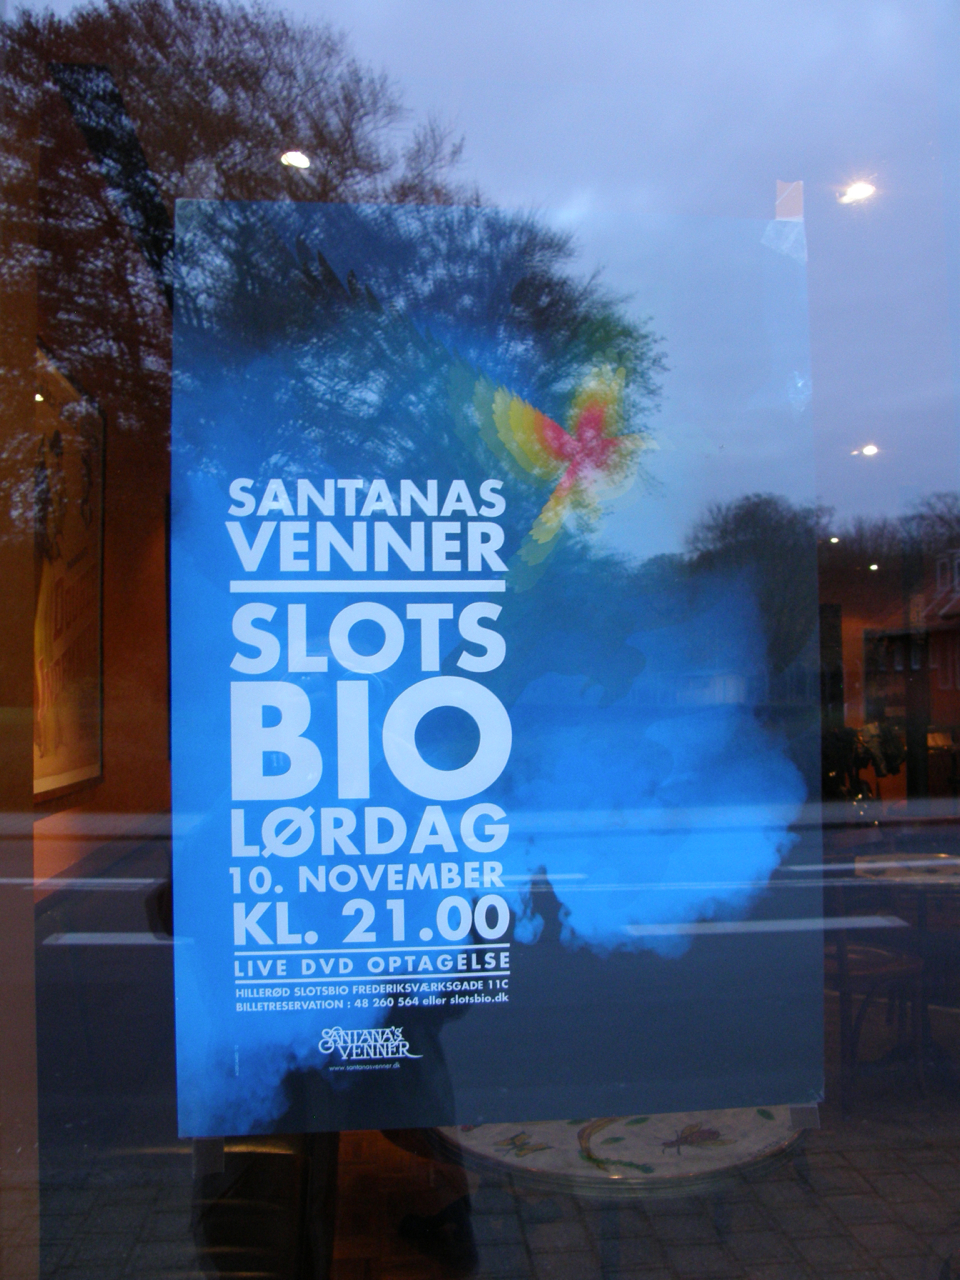 SANTANAS
VENNER
SLOTS
BIO
LØRDAG
10. NOVEMBER
KL. 21.00
LIVE DVD OPTAGELSE
HILLERØD SLOTSBIO FREDERIKSVÆRKSGADE 11C
BILLETRESERVATION : 48 260 564 eller slotsbio.dk
SANTANA'S
VENNER
www.santanasvenner.dk